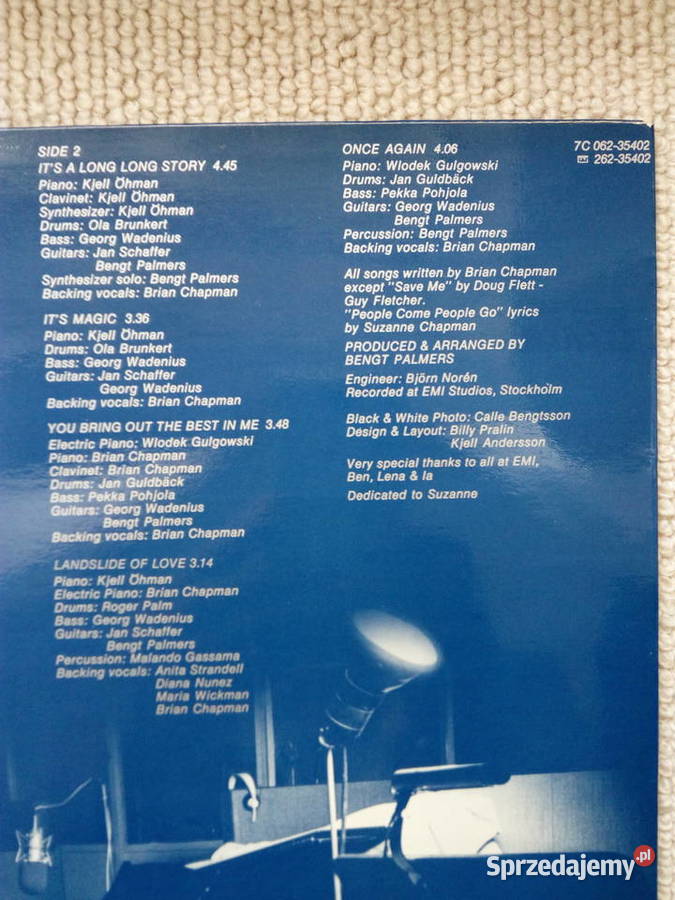 SIDE 2
IT'S A LONG LONG STORY 4.45
Piano: Kjell Öhman
Clavinet: Kjell Öhman
Synthesizer: Kjell Öhman
Drums: Ola Brunkert
Bass: Georg Wadenius
Guitars: Jan Schaffer
Bengt Palmers
Synthesizer solo: Bengt Palmers
Backing vocals: Brian Chapman
IT'S MAGIC 3.36
Piano: Kjell Öhman
Drums: Ola Brunkert
Bass: Georg Wadenius
Guitars: Jan Schaffer
Georg Wadenius
Backing vocals: Brian Chapman
YOU BRING OUT THE BEST IN ME 3.48
Electric Piano: Wlodek Gulgowski
Piano: Brian Chapman
Clavinet: Brian Chapman
Drums: Jan Guldbäck
Bass: Pekka Pohjola
Guitars: Georg Wadenius
Bengt Palmers
Backing vocals: Brian Chapman
LANDSLIDE OF LOVE 3.14
Piano: Kjell Öhman
Electric Piano: Brian Chapman
Drums: Roger Palm
Bass: Georg Wadenius
Guitars: Jan Schaffer
Bengt Palmers
Percussion: Malando Gassama
Backing vocals: Anita Strandell
Diana Nunez
Maria Wickman
Brian Chapman
ONCE AGAIN 4.06
Piano: Wlodek Gulgowski
Drums: Jan Guldbäck
Bass: Pekka Pohjola
Guitars: Georg Wadenius
Bengt Palmers
Percussion: Bengt Palmers
Backing vocals: Brian Chapman
All songs written by Brian Chapman
except "Save Me" by Doug Flett -
Guy Fletcher.
"People Come People Go" lyrics
by Suzanne Chapman
PRODUCED & ARRANGED BY
BENGT PALMERS
Engineer: Björn Norén
Recorded at EMI Studios, Stockholm
Black & White Photo: Calle Bengtsson
Design & Layout: Billy Pralin
Kjell Andersson
Very special thanks to all at EMI,
Ben, Lena & Ia
Dedicated to Suzanne
7C 062-35402
262-35402
Sprzedajemy.pl